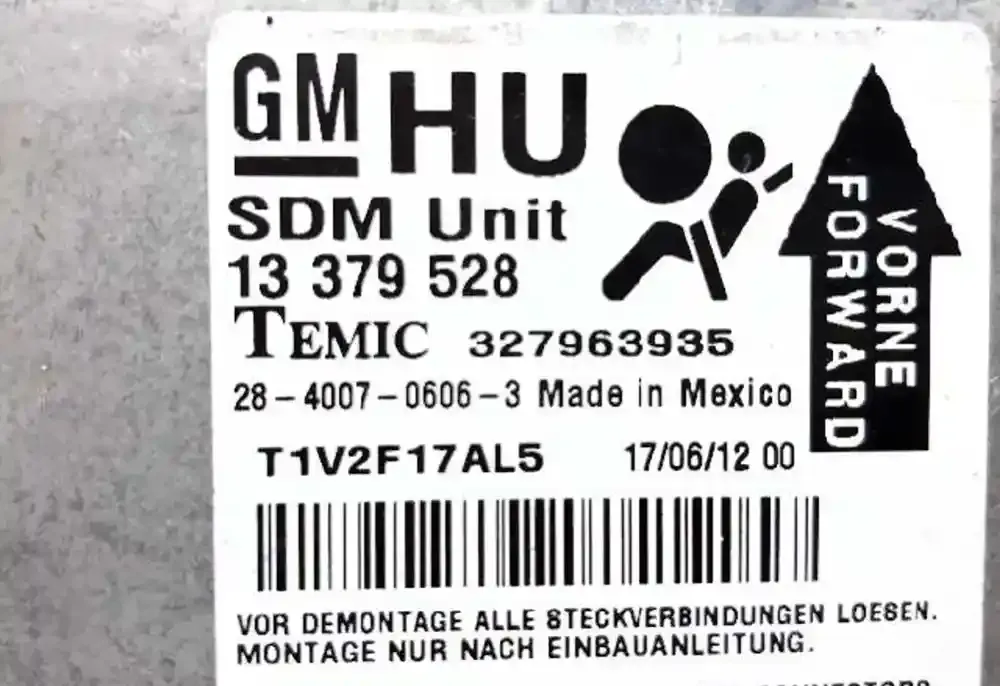 GM HU
SDM Unit
13 379 528
TEMIC 327963935
28-4007-0606-3 Made in Mexico
T1V2F17AL5 17/06/12 00
VORNE
FORWARD
VOR DEMONTAGE ALLE STECKVERBINDUNGEN LOESEN.
MONTAGE NUR NACH EINBAUANLEITUNG.